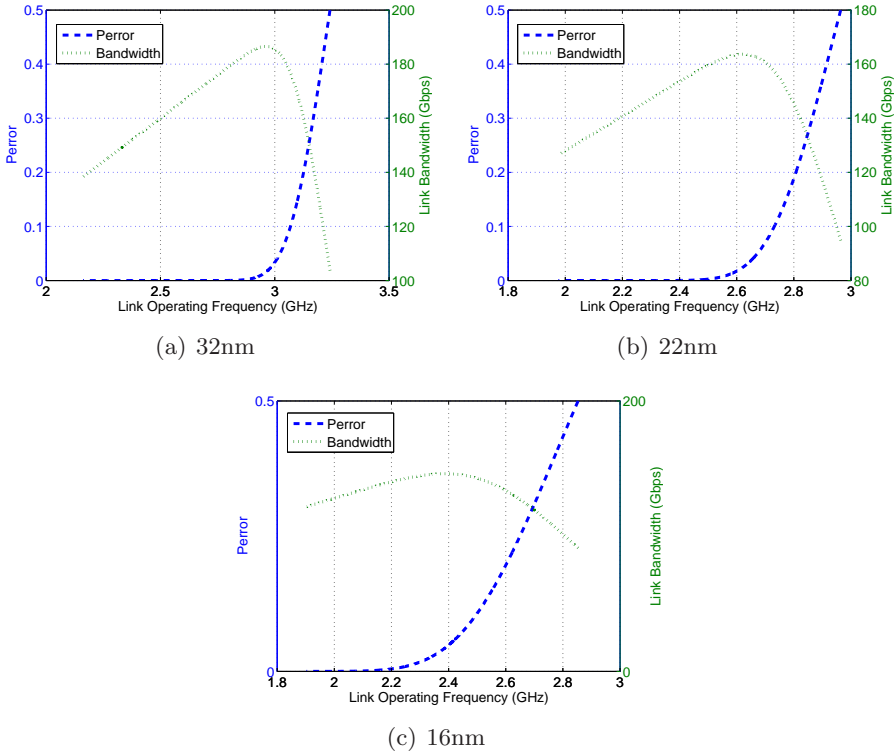 0.5
0.4
0.3
0.2
0.1
0
Perror
Perror
Bandwidth
200
180
160
140
120
100
Link Bandwidth (Gbps)
2 2.5 3 3.5
Link Operating Frequency (GHz)
(a) 32nm
0.5
0.4
0.3
0.2
0.1
0
Perror
Perror
Bandwidth
180
160
140
120
100
80
Link Bandwidth (Gbps)
1.8 2 2.2 2.4 2.6 2.8 3
Link Operating Frequency (GHz)
(b) 22nm
0.5
0
Perror
Perror
Bandwidth
200
0
Link Bandwidth (Gbps)
1.8 2 2.2 2.4 2.6 2.8 3
Link Operating Frequency (GHz)
(c) 16nm